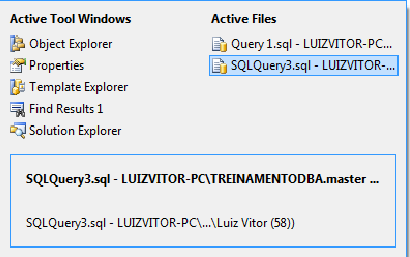 Active Tool Windows
Active Files
Object Explorer
Query 1.sql - LUIZVITOR-PC...
Properties
SQLQuery3.sql - LUIZVITOR-...
Template Explorer
Find Results 1
Solution Explorer
SQLQuery3.sql - LUIZVITOR-PC\TREINAMENTODBA.master ...
SQLQuery3.sql - LUIZVITOR-PC\...\Luiz Vitor (58))